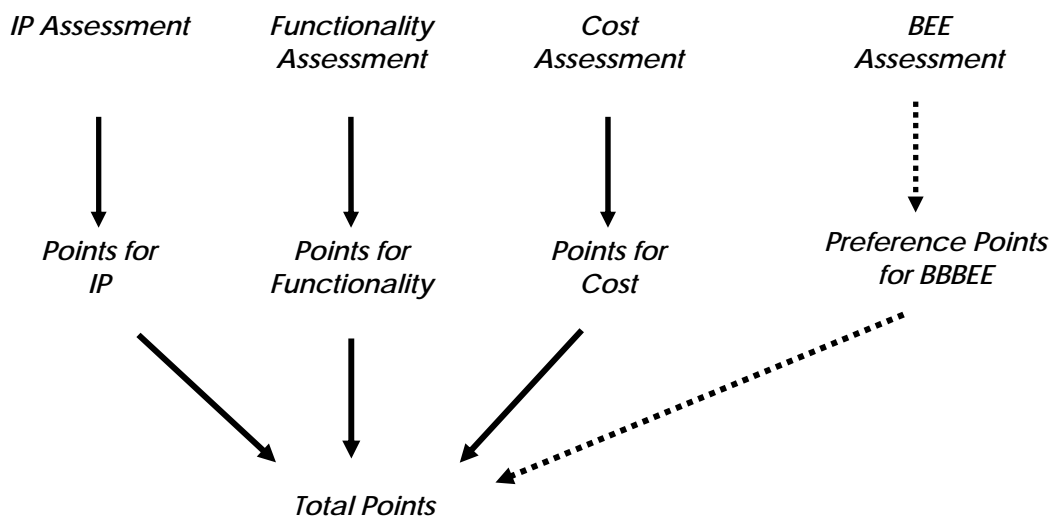 IP Assessment
Functionality
Assessment
Cost
Assessment
BEE
Assessment
Points for
IP
Points for
Functionality
Points for
Cost
Preference Points
for BBBEE
Total Points